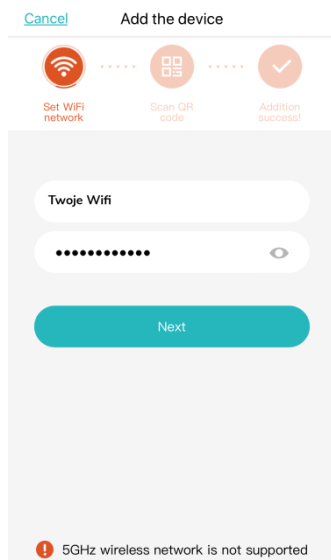 Cancel Add the device
Set WiFi Scan QR Addition
network code success!
Twoje Wifi
••••••••••••
Next
5GHz wireless network is not supported